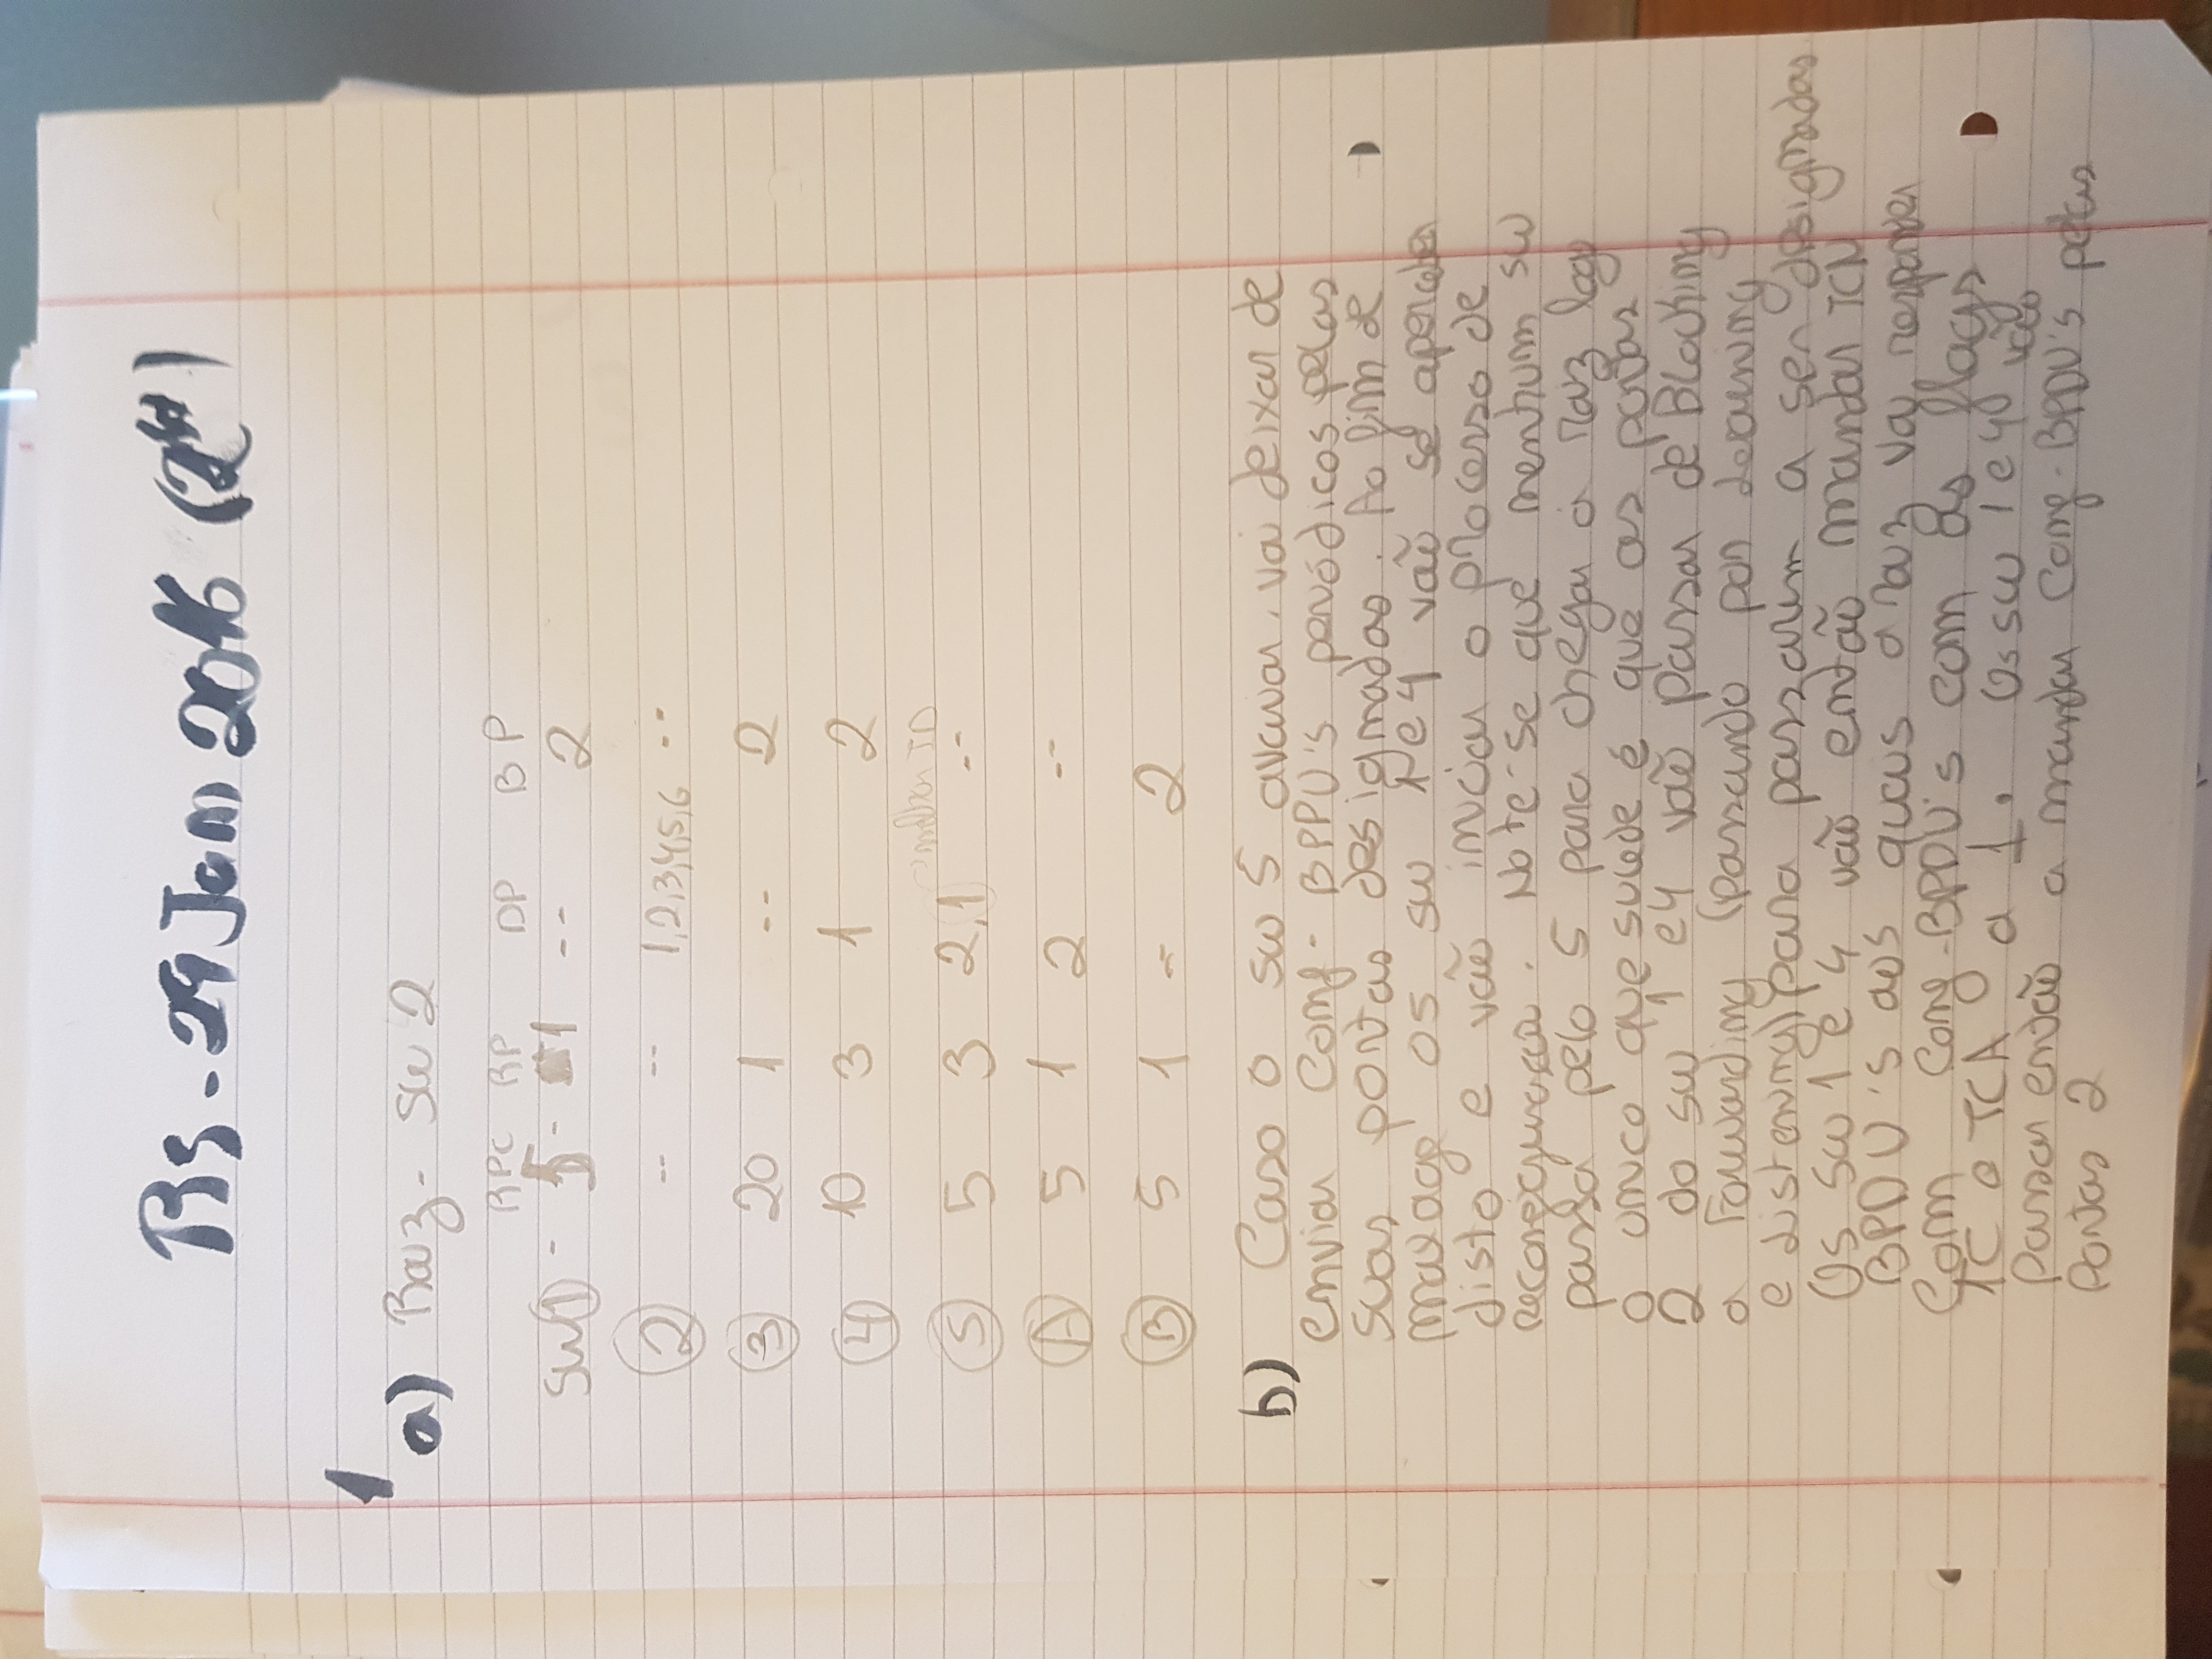 RS - 29 Jan 2016 (2ª)
1
a) Raiz - SW 2
RPC RP DP BP
SW ① - 5 - 1 -- 2
② -- -- 1,2,3,4,5,6 --
③ 20 1 -- 2
④ 10 3 1 2
melhor ID
⑤ 5 3 2,1 --
Ⓐ 5 1 2 --
Ⓑ 5 1 -- 2
b) Caso o sw 5 avariar, vai deixar de
enviar Conf-BPPU's periódicos pelas
suas portas designadas. Ao fim de
maxage os sw 1 e 4 vão se aperceber
disto e vão iniciar o processo de
reconfiguração. Note-se que nenhum sw
passa pelo 5 para chegar à raiz logo
o unico que sucede é que as portas
2 do sw 1 e 4 vão passar de Blocking
a Forwarding (passando por Learning
e Listening) para passarem a ser designadas
Os sw 1 e 4 vão então mandar TCN
BPDU's aos quais a raiz vai responder
com Conf-BPDU's com as flags
TC e TCA a 1. Os sw 1 e 4 vão
passar então a mandar Conf-BPDU's pelas
Portas 2